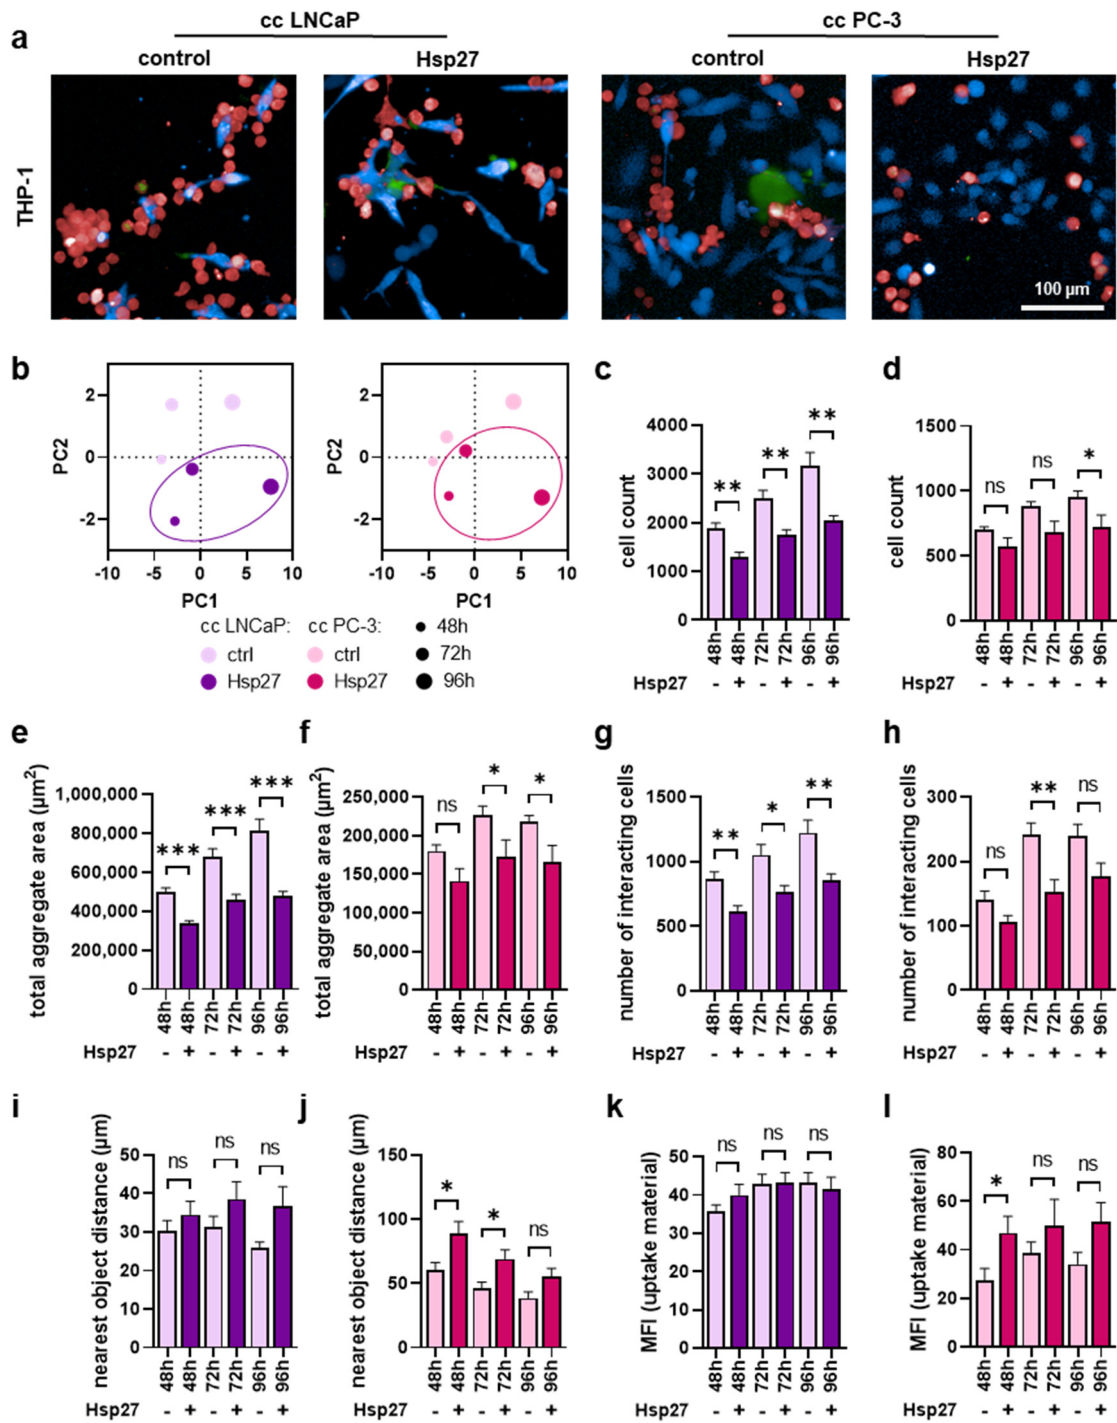 a
cc LNCaP
cc PC-3
control
Hsp27
control
Hsp27
THP-1
100 µm
b
PC2
2
0
-2
-10 -5 0 5 10
PC1
PC2
2
0
-2
-10 -5 0 5 10
PC1
cc LNCaP: cc PC-3: 48h
ctrl ctrl 72h
Hsp27 Hsp27 96h
c
cell count
4000
3000
2000
1000
0
** ** **
48h 48h 72h 72h 96h 96h
Hsp27 - + - + - +
d
cell count
1500
1000
500
0
ns ns *
48h 48h 72h 72h 96h 96h
Hsp27 - + - + - +
e
total aggregate area (µm²)
1,000,000
800,000
600,000
400,000
200,000
0
*** *** ***
48h 48h 72h 72h 96h 96h
Hsp27 - + - + - +
f
total aggregate area (µm²)
250,000
200,000
150,000
100,000
50,000
0
ns * *
48h 48h 72h 72h 96h 96h
Hsp27 - + - + - +
g
number of interacting cells
1500
1000
500
0
** * **
48h 48h 72h 72h 96h 96h
Hsp27 - + - + - +
h
number of interacting cells
300
200
100
0
ns ** ns
48h 48h 72h 72h 96h 96h
Hsp27 - + - + - +
i
nearest object distance (µm)
50
40
30
20
10
0
ns ns ns
48h 48h 72h 72h 96h 96h
Hsp27 - + - + - +
j
nearest object distance (µm)
150
100
50
0
* * ns
48h 48h 72h 72h 96h 96h
Hsp27 - + - + - +
k
MFI (uptake material)
50
40
30
20
10
0
ns ns ns
48h 48h 72h 72h 96h 96h
Hsp27 - + - + - +
l
MFI (uptake material)
80
60
40
20
0
* ns ns
48h 48h 72h 72h 96h 96h
Hsp27 - + - + - +